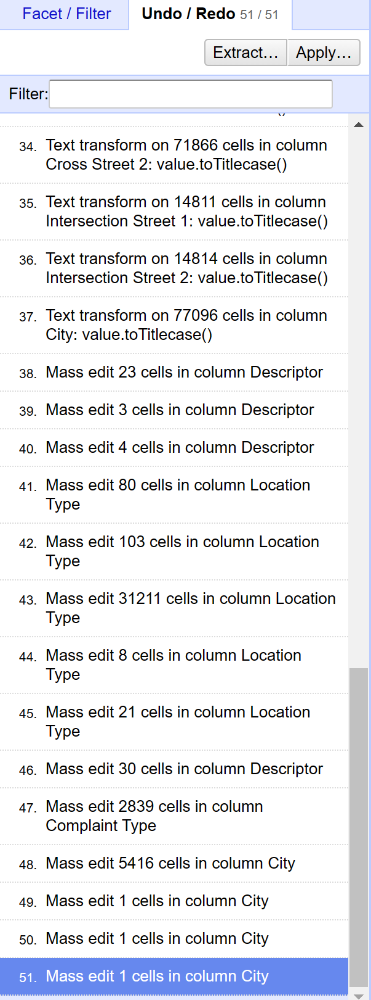 Facet / Filter
Undo / Redo 51 / 51
Extract...
Apply...
Filter:
34. Text transform on 71866 cells in column
Cross Street 2: value.toTitlecase()
35. Text transform on 14811 cells in column
Intersection Street 1: value.toTitlecase()
36. Text transform on 14814 cells in column
Intersection Street 2: value.toTitlecase()
37. Text transform on 77096 cells in column
City: value.toTitlecase()
38. Mass edit 23 cells in column Descriptor
39. Mass edit 3 cells in column Descriptor
40. Mass edit 4 cells in column Descriptor
41. Mass edit 80 cells in column Location
Type
42. Mass edit 103 cells in column Location
Type
43. Mass edit 31211 cells in column Location
Type
44. Mass edit 8 cells in column Location
Type
45. Mass edit 21 cells in column Location
Type
46. Mass edit 30 cells in column Descriptor
47. Mass edit 2839 cells in column
Complaint Type
48. Mass edit 5416 cells in column City
49. Mass edit 1 cells in column City
50. Mass edit 1 cells in column City
51. Mass edit 1 cells in column City